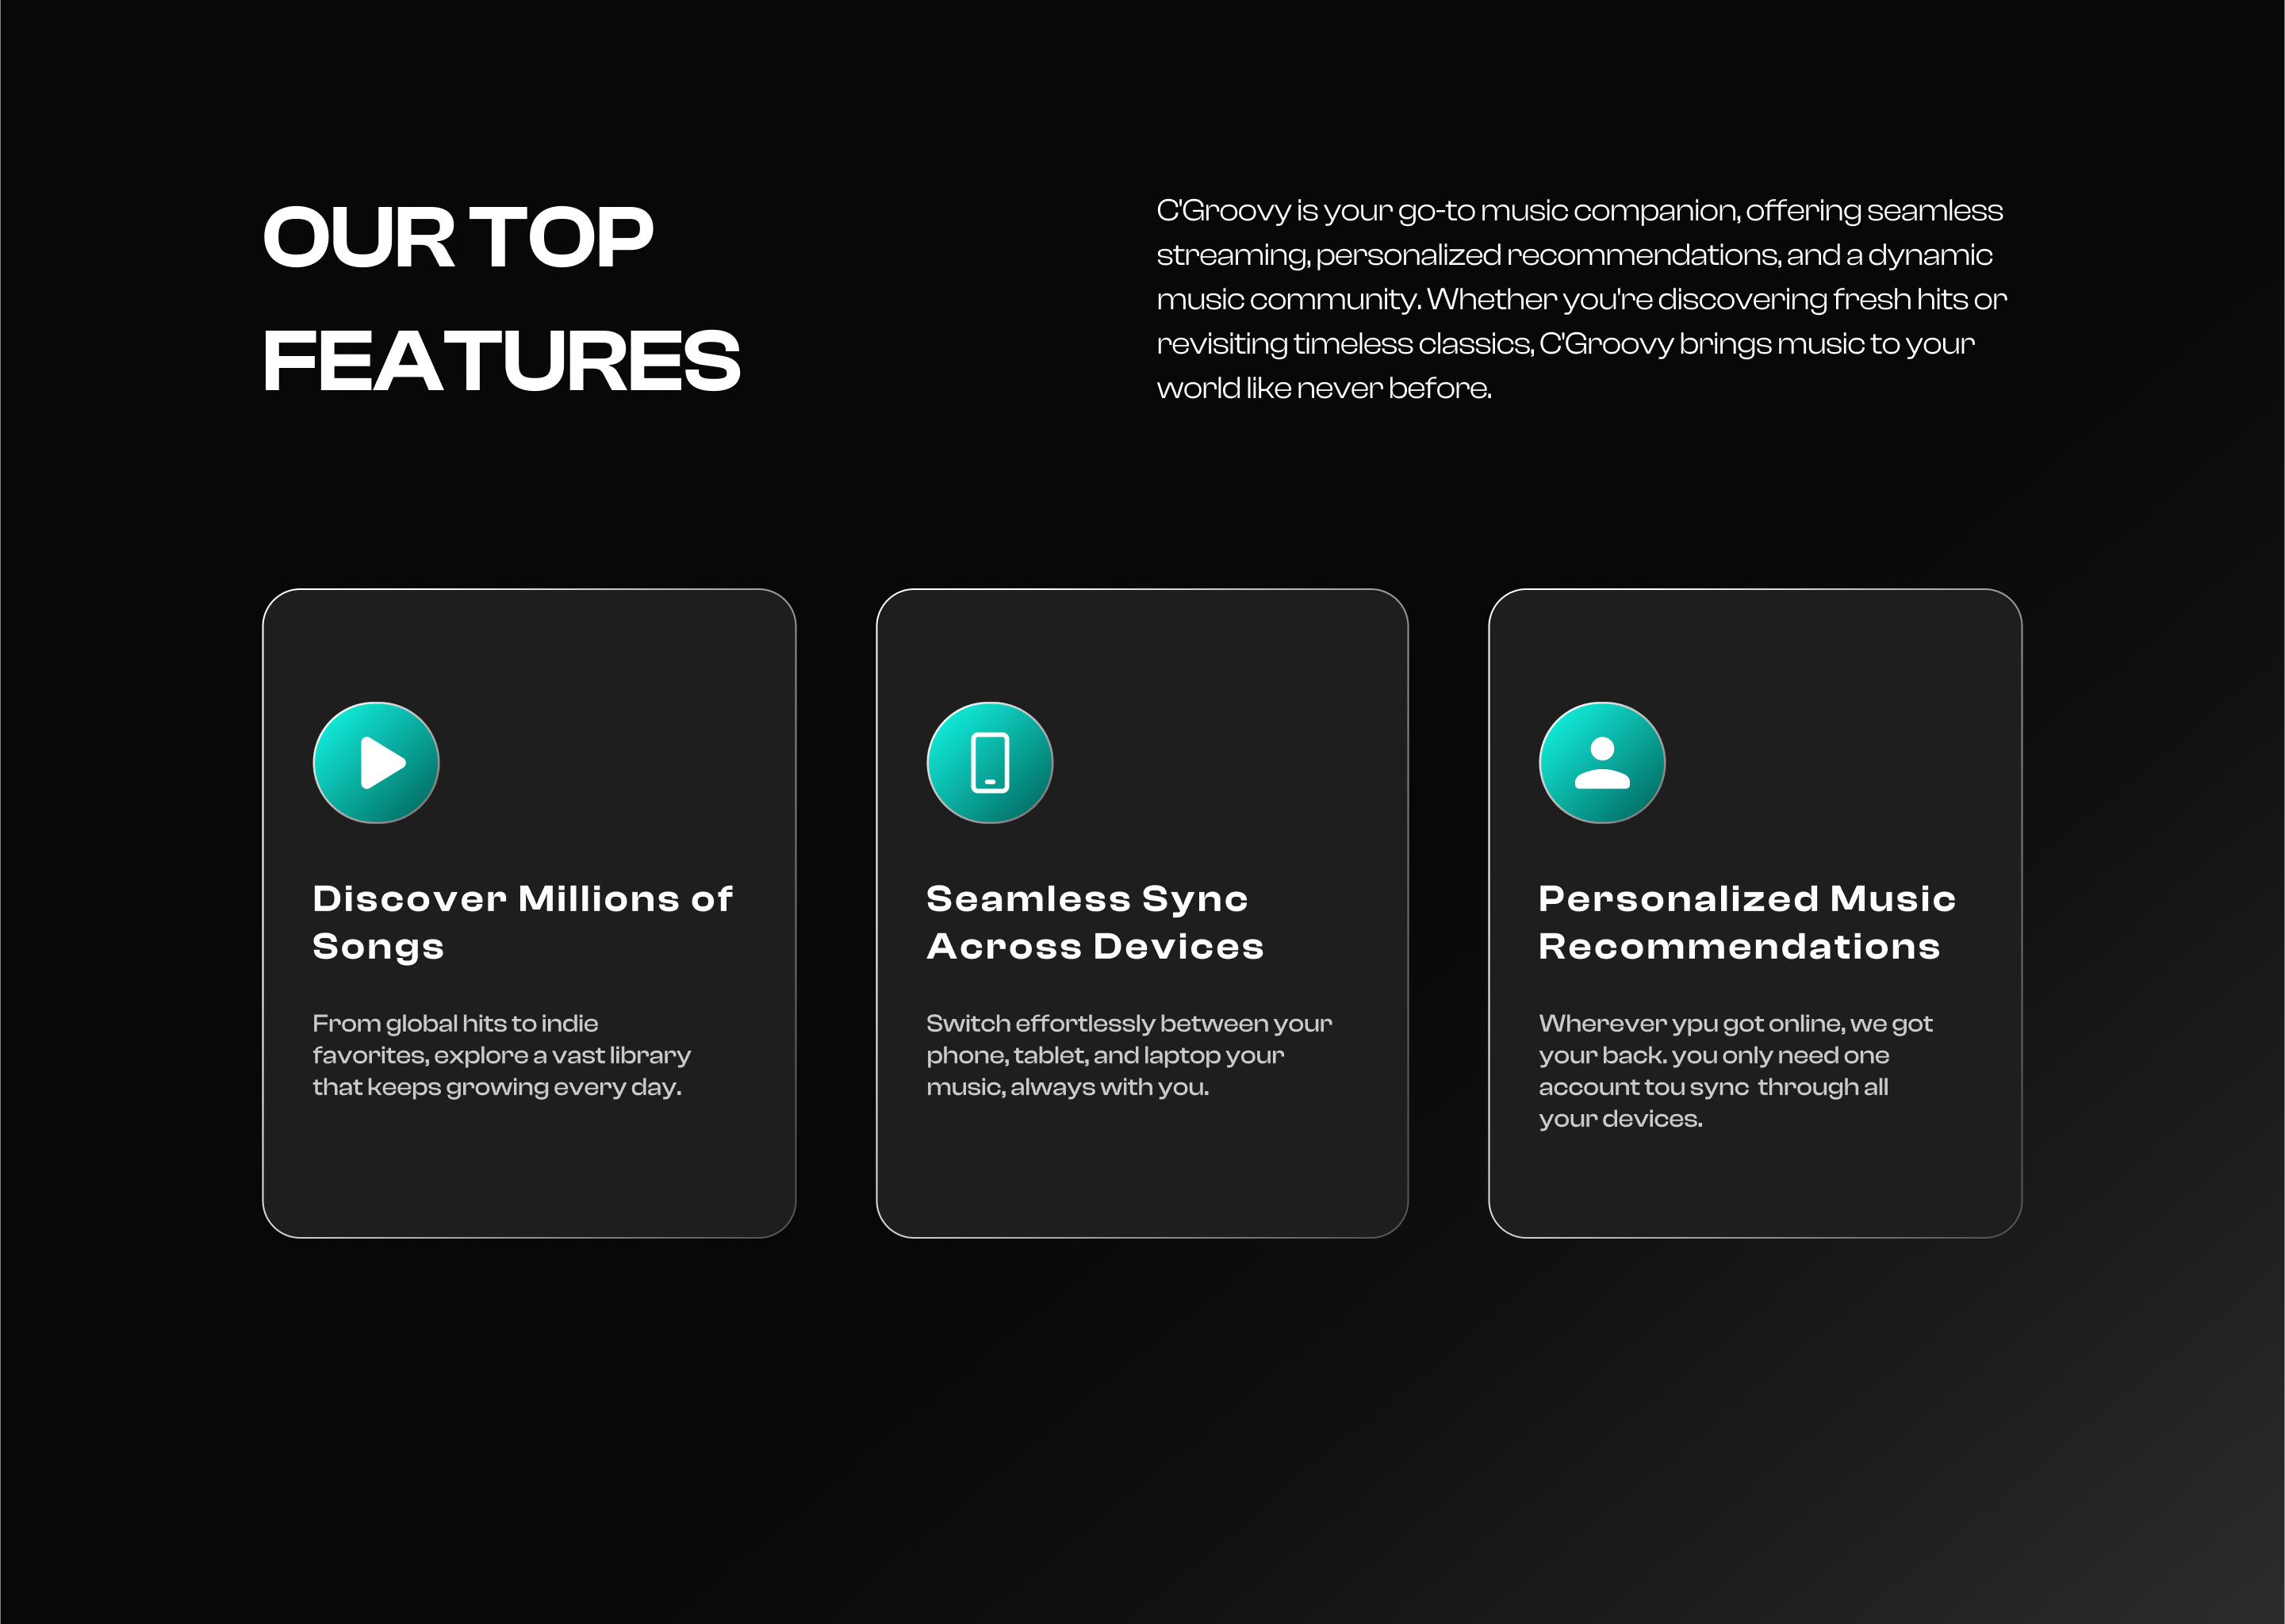 OUR TOP
FEATURES
C'Groovy is your go-to music companion, offering seamless
streaming, personalized recommendations, and a dynamic
music community. Whether you're discovering fresh hits or
revisiting timeless classics, C'Groovy brings music to your
world like never before.
Discover Millions of
Songs
From global hits to indie
favorites, explore a vast library
that keeps growing every day.
Seamless Sync
Across Devices
Switch effortlessly between your
phone, tablet, and laptop your
music, always with you.
Personalized Music
Recommendations
Wherever ypu got online, we got
your back. you only need one
account tou sync  through all
your devices.